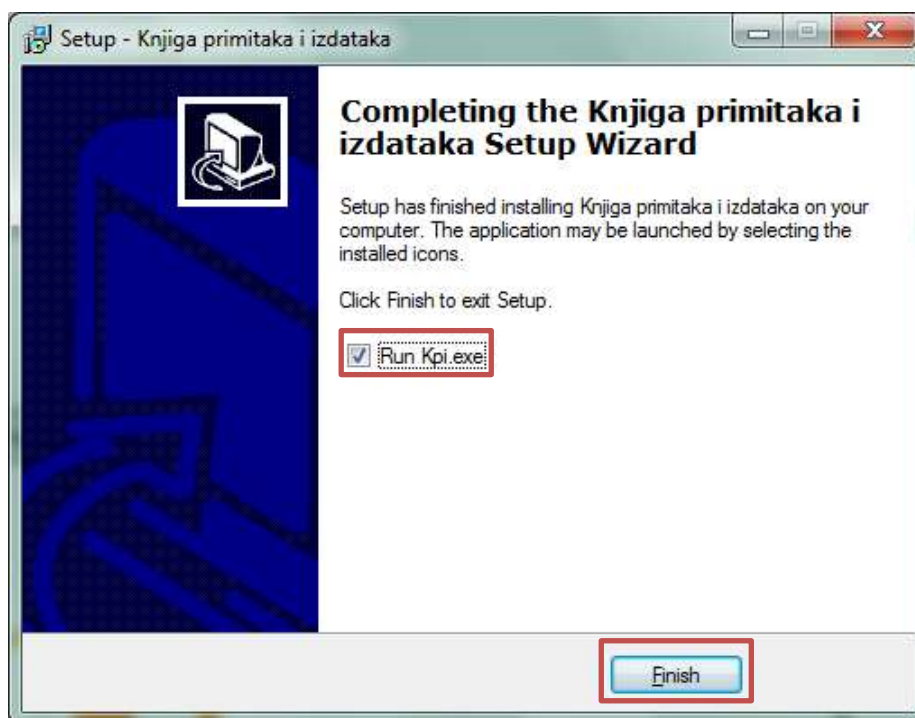 Setup - Knjiga primitaka i izdataka
Completing the Knjiga primitaka i
izdataka Setup Wizard
Setup has finished installing Knjiga primitaka i izdataka on your
computer. The application may be launched by selecting the
installed icons.
Click Finish to exit Setup.
Run Kpi.exe
Finish